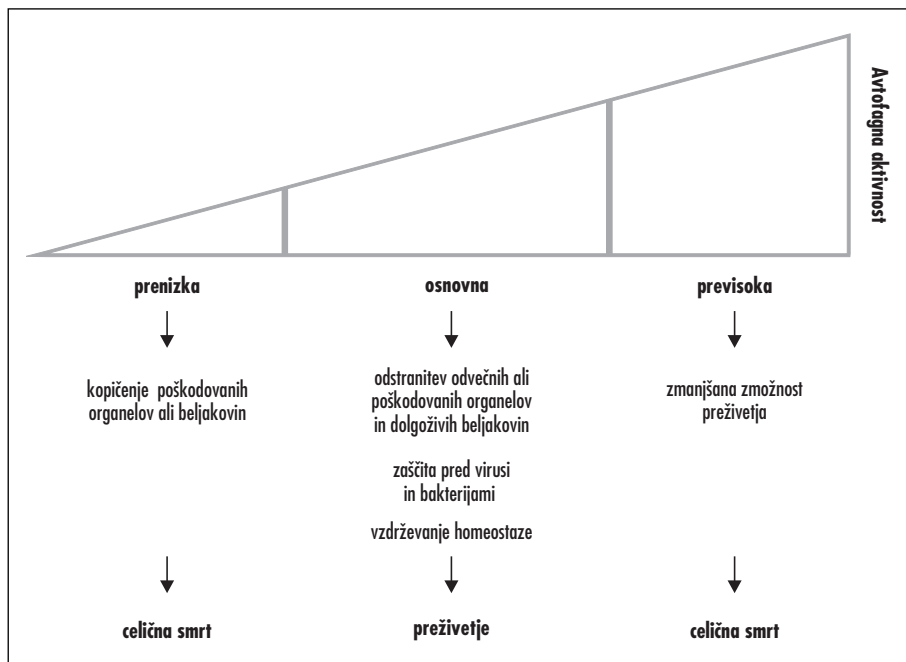 Avtofagna aktivnost
prenizka
osnovna
previsoka
kopičenje poškodovanih
organelov ali beljakovin
odstranitev odvečnih ali
poškodovanih organelov
in dolgoživih beljakovin
zaščita pred virusi
in bakterijami
vzdrževanje homeostaze
zmanjšana zmožnost
preživetja
celična smrt
preživetje
celična smrt